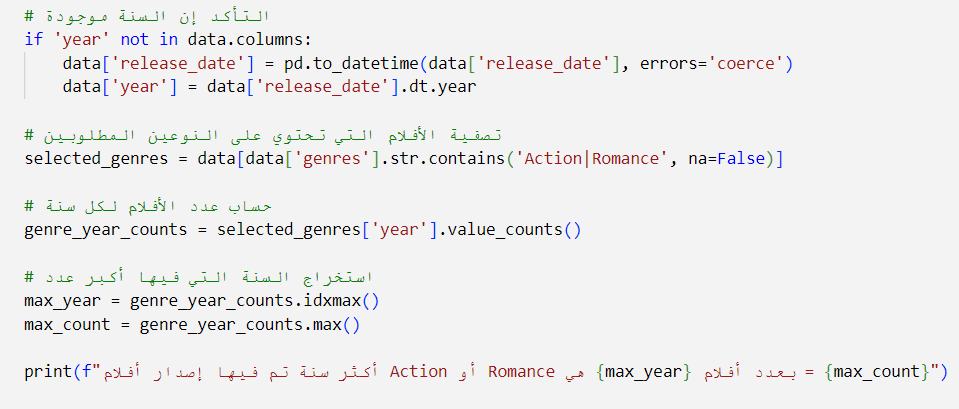 # التأكد إن السنة موجودة
if 'year' not in data.columns:
    data['release_date'] = pd.to_datetime(data['release_date'], errors='coerce')
    data['year'] = data['release_date'].dt.year
# تصفية الأفلام التي تحتوي على النوعين المطلوبين
selected_genres = data[data['genres'].str.contains('Action|Romance', na=False)]
# حساب عدد الأفلام لكل سنة
genre_year_counts = selected_genres['year'].value_counts()
# استخراج السنة التي فيها أكبر عدد
max_year = genre_year_counts.idxmax()
max_count = genre_year_counts.max()
print(f"أكثر سنة تم فيها إصدار أفلام Action أو Romance هي {max_year} بعدد أفلام = {max_count}")